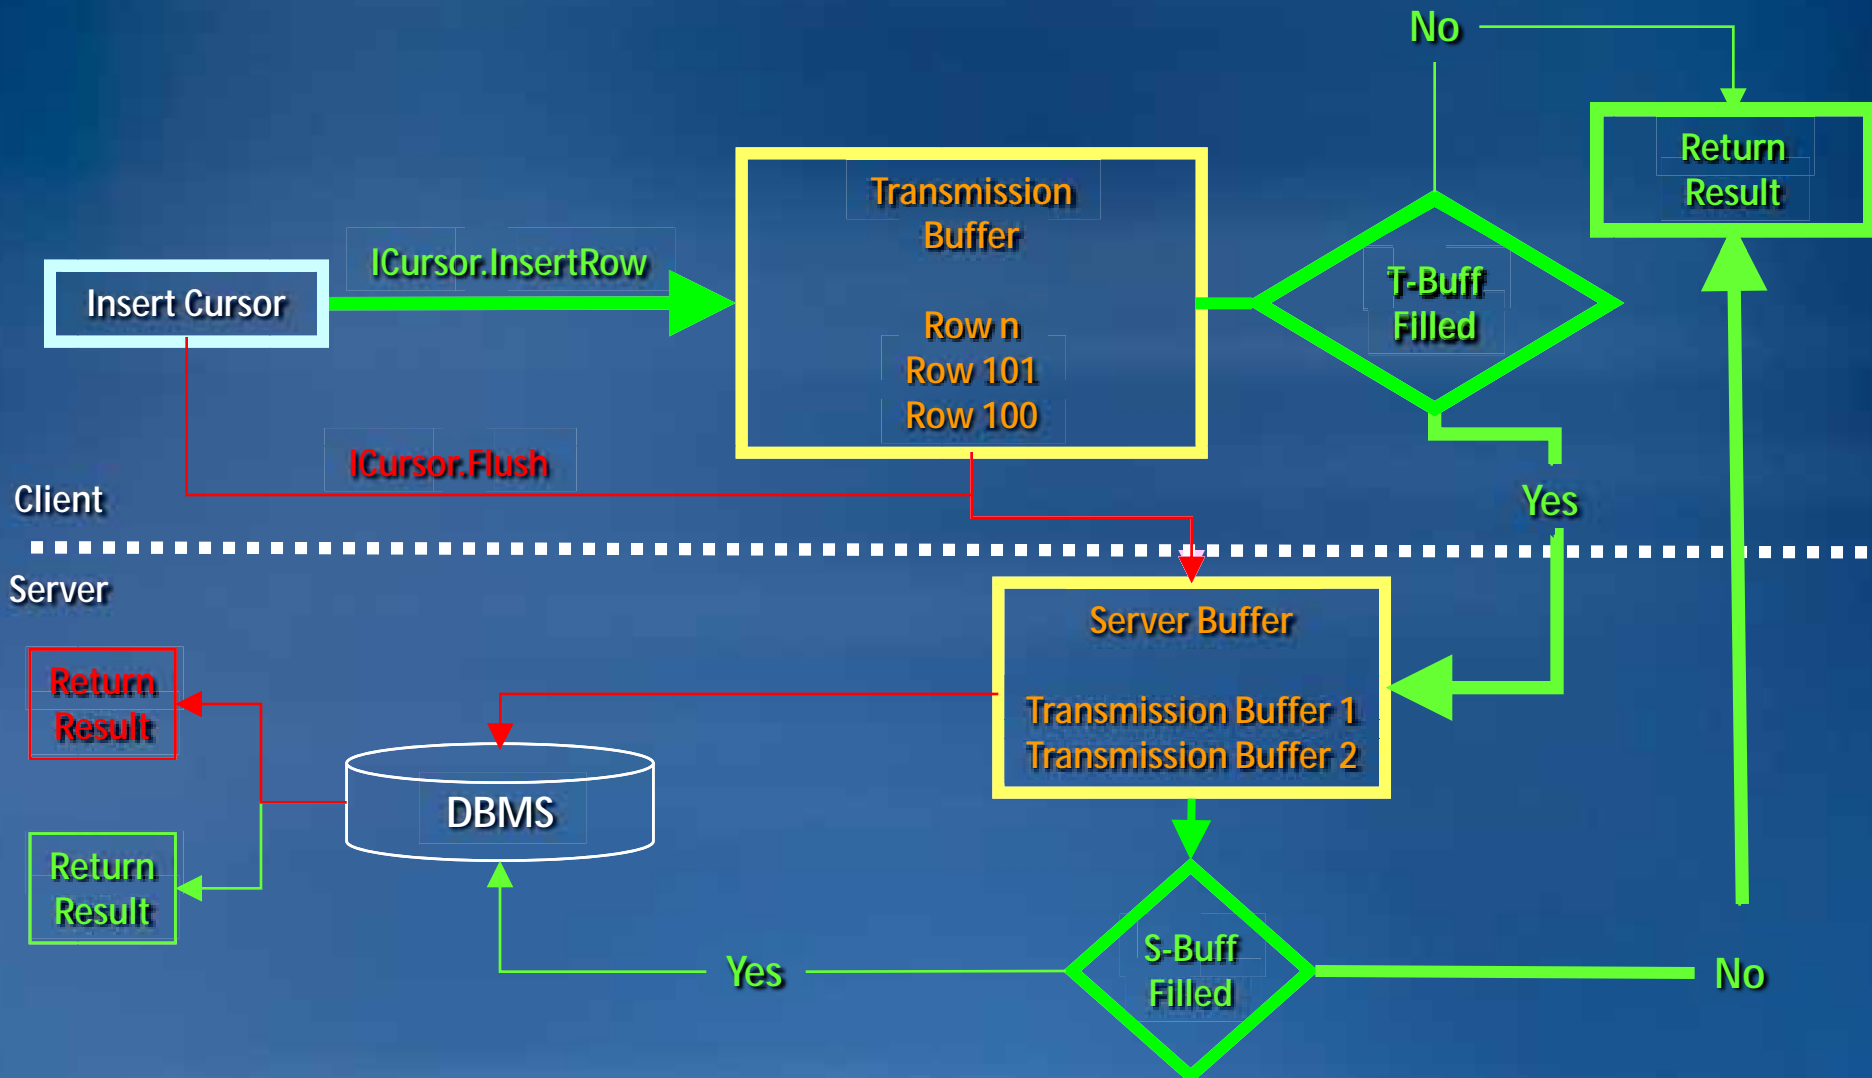 No
Return
Result
Transmission
Buffer
ICursor.InsertRow
T-Buff
Filled
Insert Cursor
Row n
Row 101
Row 100
ICursor.Flush
Client
Yes
Server
Server Buffer
Return
Result
Transmission Buffer 1
Transmission Buffer 2
DBMS
Return
Result
S-Buff
Filled
Yes
No